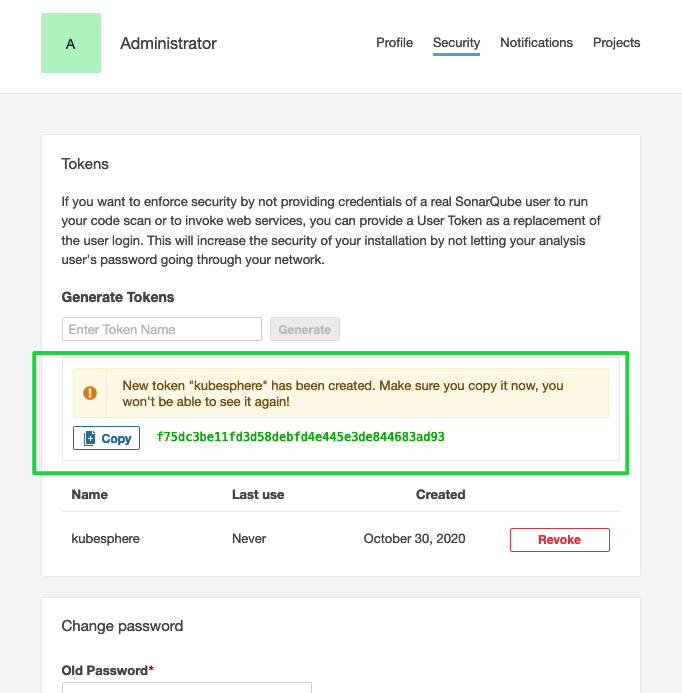 A
Administrator
Profile Security Notifications Projects
Tokens
If you want to enforce security by not providing credentials of a real SonarQube user to run
your code scan or to invoke web services, you can provide a User Token as a replacement of
the user login. This will increase the security of your installation by not letting your analysis
user's password going through your network.
Generate Tokens
Enter Token Name Generate
New token "kubesphere" has been created. Make sure you copy it now, you
won't be able to see it again!
Copy f75dc3be11fd3d58debfd4e445e3de844683ad93
Name Last use Created
kubesphere Never October 30, 2020 Revoke
Change password
Old Password*